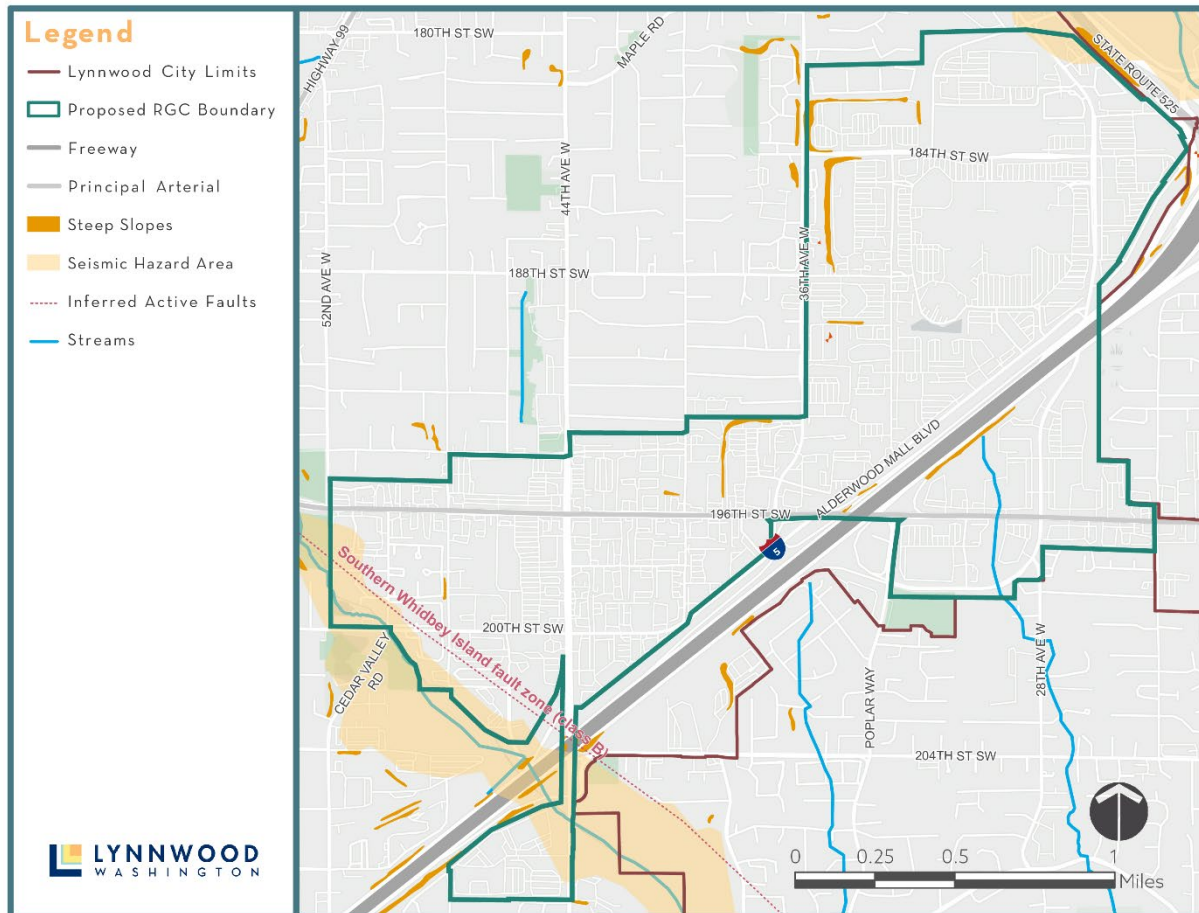 Legend
Lynnwood City Limits
Proposed RGC Boundary
Freeway
Principal Arterial
Steep Slopes
Seismic Hazard Area
Inferred Active Faults
Streams
LYNNWOOD
WASHINGTON
HIGHWAY 99
180TH ST SW
MAPLE RD
STATE ROUTE 525
44TH AVE W
184TH ST SW
52ND AVE W
188TH ST SW
36TH AVE W
ALDERWOOD MALL BLVD
196TH ST SW
5
Southern Whidbey Island fault zone (class B)
200TH ST SW
CEDAR VALLEY
RD
POPLAR WAY
28TH AVE W
204TH ST SW
0 0.25 0.5 1
Miles